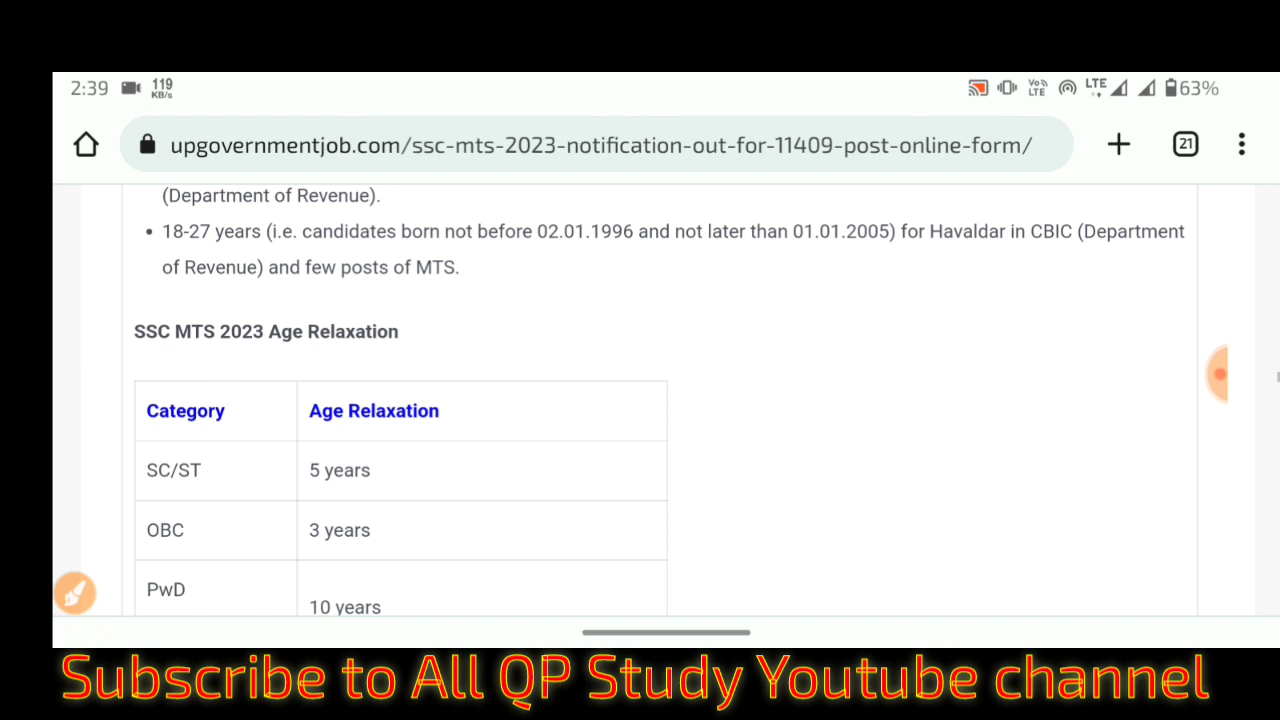 2:39 119 KB/s Vo LTE LTE 63%
upgovernmentjob.com/ssc-mts-2023-notification-out-for-11409-post-online-form/ 21
(Department of Revenue).
• 18-27 years (i.e. candidates born not before 02.01.1996 and not later than 01.01.2005) for Havaldar in CBIC (Department
of Revenue) and few posts of MTS.
SSC MTS 2023 Age Relaxation
Category Age Relaxation
SC/ST 5 years
OBC 3 years
PwD
10 years
Subscribe to All QP Study Youtube channel